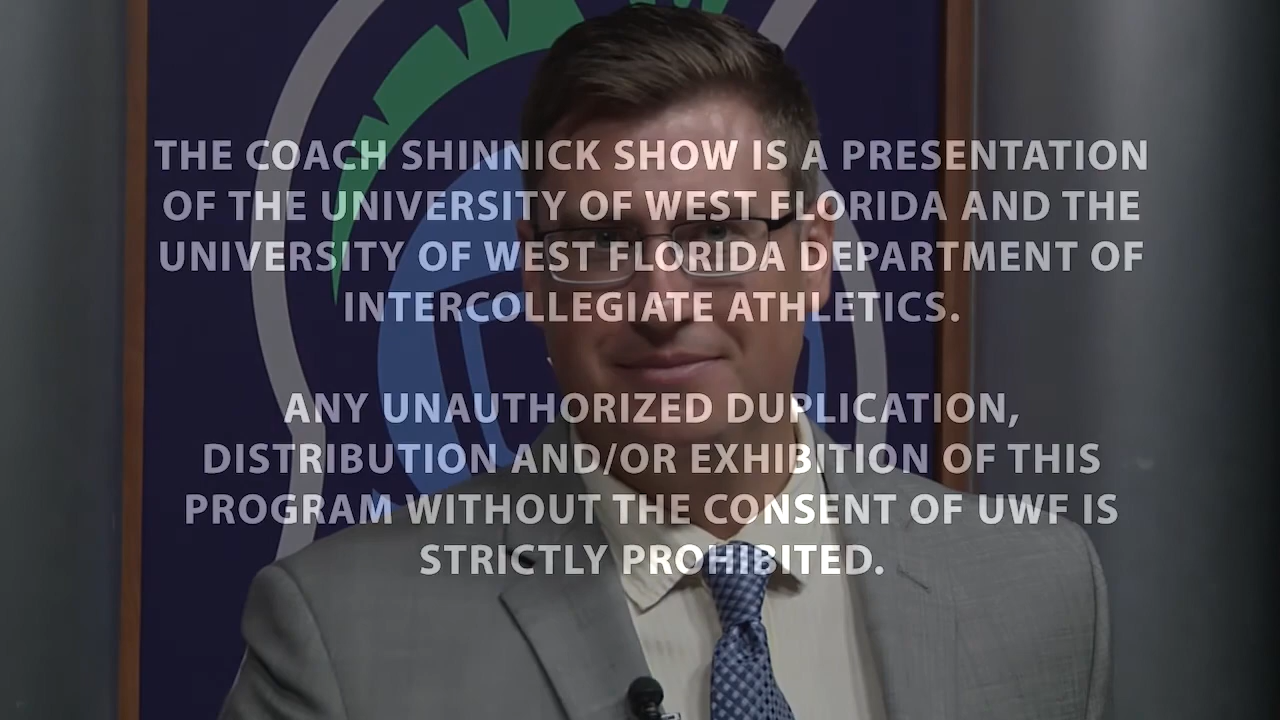 THE COACH SHINNICK SHOW IS A PRESENTATION
OF THE UNIVERSITY OF WEST FLORIDA AND THE
UNIVERSITY OF WEST FLORIDA DEPARTMENT OF
INTERCOLLEGIATE ATHLETICS.
ANY UNAUTHORIZED DUPLICATION,
DISTRIBUTION AND/OR EXHIBITION OF THIS
PROGRAM WITHOUT THE CONSENT OF UWF IS
STRICTLY PROHIBITED.